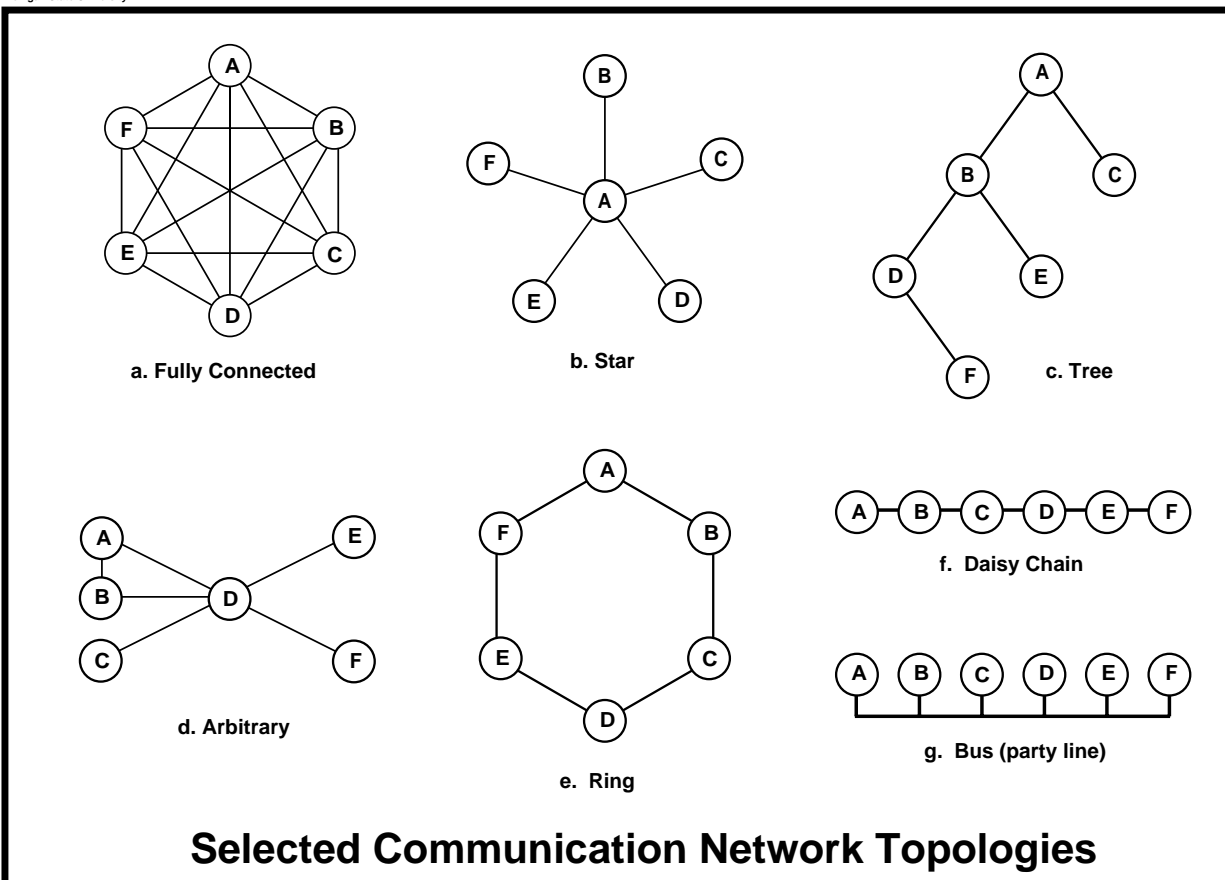 A
F B
E C
D
a. Fully Connected
B
F C
A
E D
b. Star
A
B C
D E
F
c. Tree
A E
B D
C F
d. Arbitrary
A
F B
E C
D
e. Ring
A B C D E F
f. Daisy Chain
A B C D E F
g. Bus (party line)
Selected Communication Network Topologies